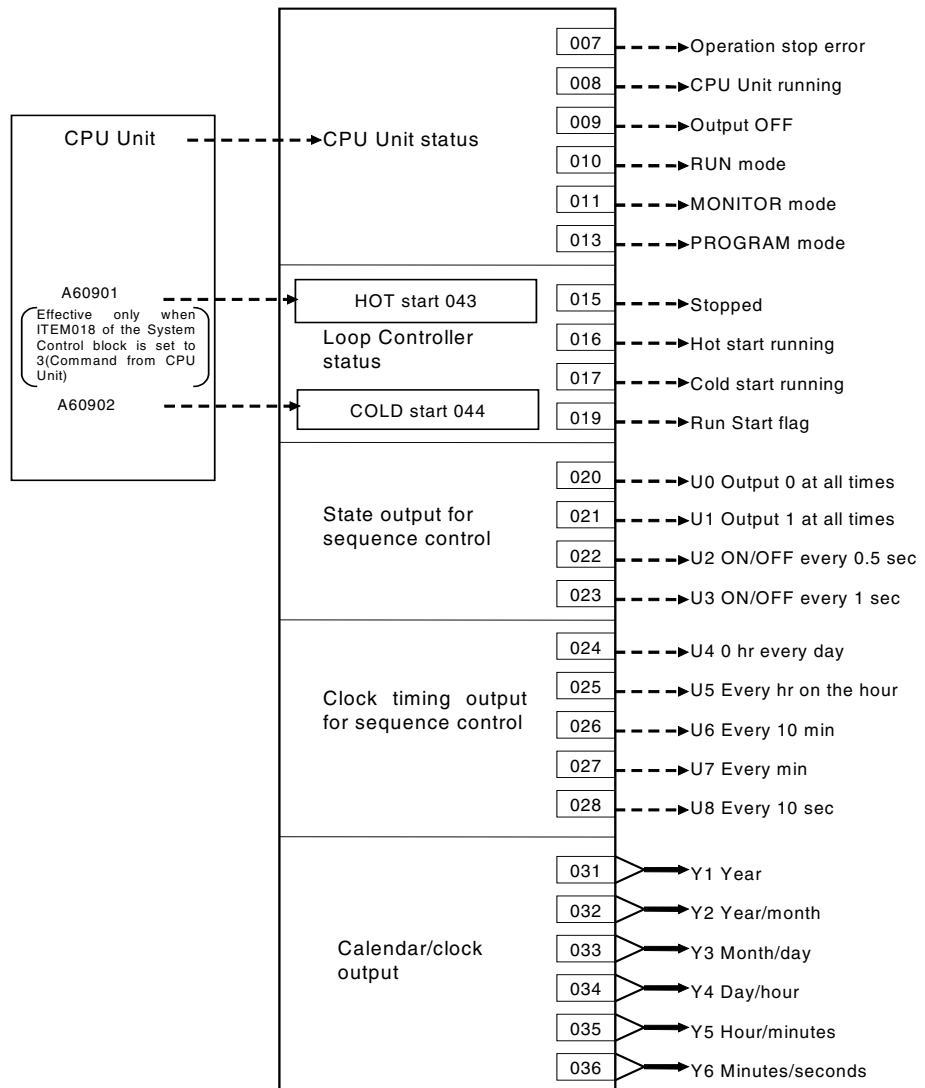 CPU Unit
A60901
Effective only when
ITEM018 of the System
Control block is set to
3(Command from CPU
Unit)
A60902
CPU Unit status
007
Operation stop error
008
CPU Unit running
009
Output OFF
010
RUN mode
011
MONITOR mode
013
PROGRAM mode
HOT start 043
Loop Controller
status
COLD start 044
015
Stopped
016
Hot start running
017
Cold start running
019
Run Start flag
State output for
sequence control
020
U0 Output 0 at all times
021
U1 Output 1 at all times
022
U2 ON/OFF every 0.5 sec
023
U3 ON/OFF every 1 sec
Clock timing output
for sequence control
024
U4 0 hr every day
025
U5 Every hr on the hour
026
U6 Every 10 min
027
U7 Every min
028
U8 Every 10 sec
Calendar/clock
output
031
Y1 Year
032
Y2 Year/month
033
Y3 Month/day
034
Y4 Day/hour
035
Y5 Hour/minutes
036
Y6 Minutes/seconds